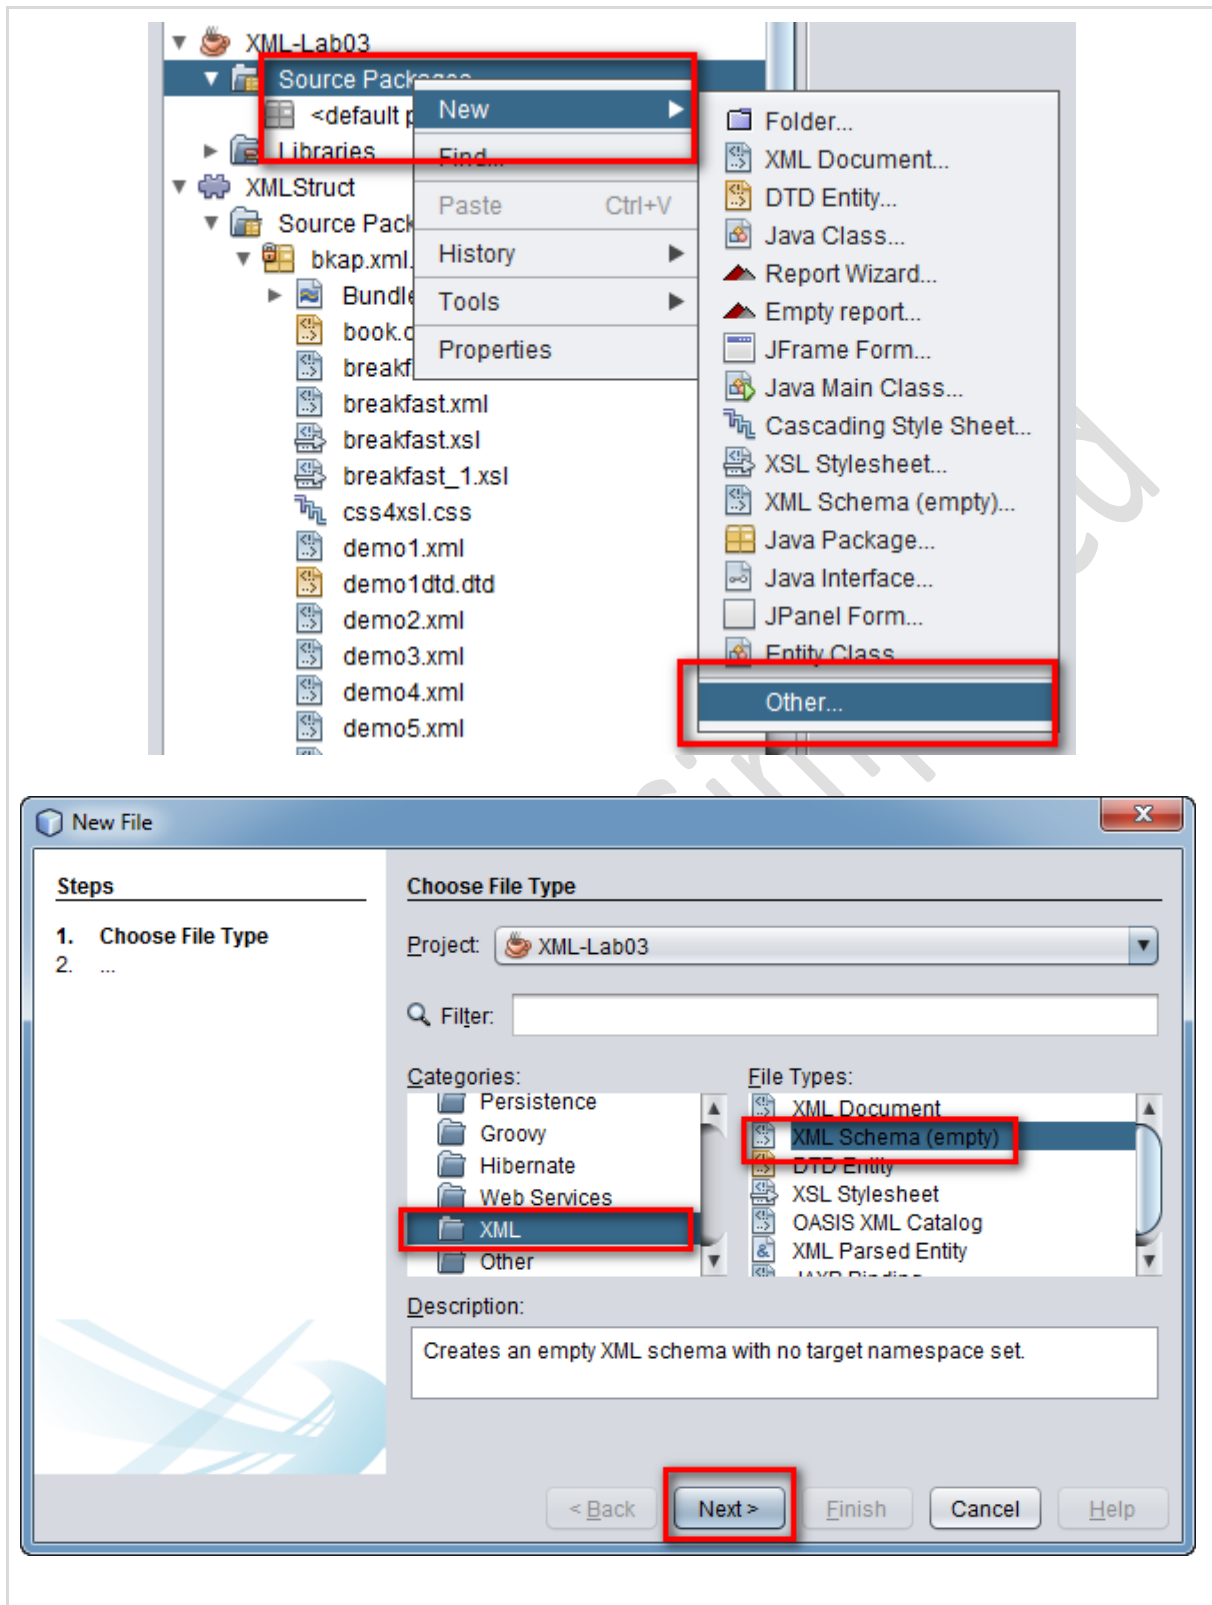 XML-Lab03
Source Packages
<default p
Libraries
XMLStruct
Source Pack
bkap.xml.
Bundle
book.d
breakf
breakfast.xml
breakfast.xsl
breakfast_1.xsl
css4xsl.css
demo1.xml
demo1dtd.dtd
demo2.xml
demo3.xml
demo4.xml
demo5.xml
New
Find...
Paste Ctrl+V
History
Tools
Properties
Folder...
XML Document...
DTD Entity...
Java Class...
Report Wizard...
Empty report...
JFrame Form...
Java Main Class...
Cascading Style Sheet...
XSL Stylesheet...
XML Schema (empty)...
Java Package...
Java Interface...
JPanel Form...
Entity Class
Other...
New File
Steps
1. Choose File Type
2. ...
Choose File Type
Project: XML-Lab03
Filter:
Categories:
Persistence
Groovy
Hibernate
Web Services
XML
Other
File Types:
XML Document
XML Schema (empty)
DTD Entity
XSL Stylesheet
OASIS XML Catalog
XML Parsed Entity
JAXB Binding
Description:
Creates an empty XML schema with no target namespace set.
< Back Next > Finish Cancel Help